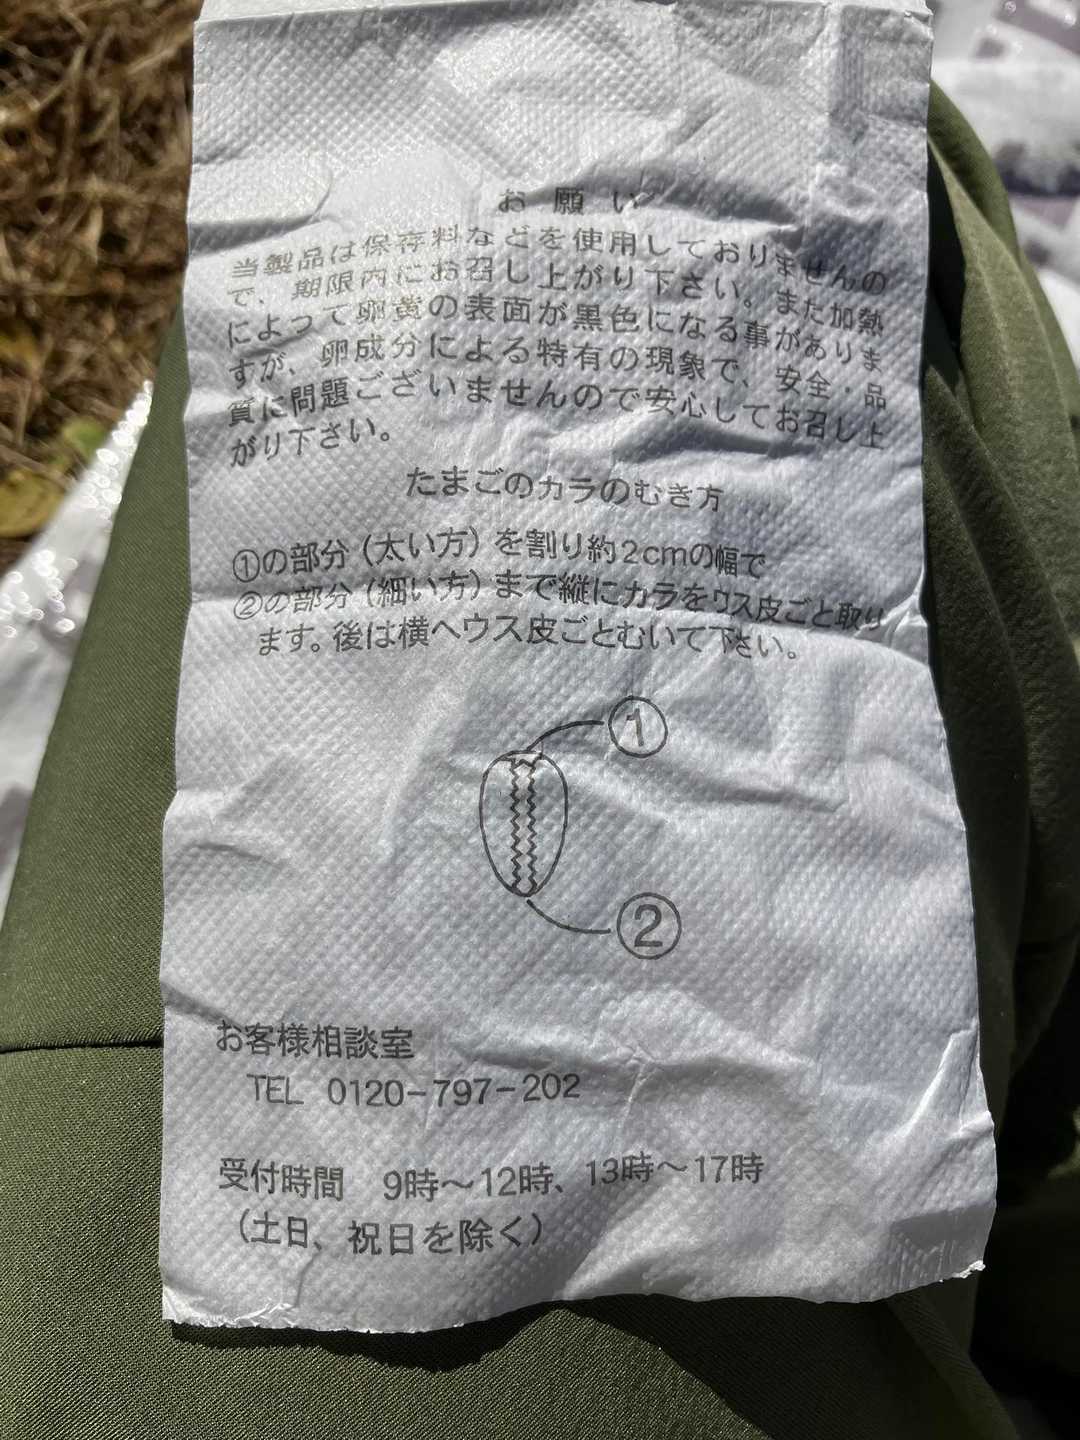 お願い
当製品は保存料などを使用しておりませんの
で、期限内にお召し上がり下さい。また加熱
によって卵黄の表面が黒色になる事がありま
すが、卵成分による特有の現象で、安全・品
質に問題ございませんので安心してお召し上
がり下さい。
たまごのカラのむき方
①の部分（太い方）を割り約2cmの幅で
②の部分（細い方）まで縦にカラをウス皮ごと取り
ます。後は横へウス皮ごとむいて下さい。
①
②
お客様相談室
TEL 0120-797-202
受付時間 9時～12時、13時～17時
（土日、祝日を除く）